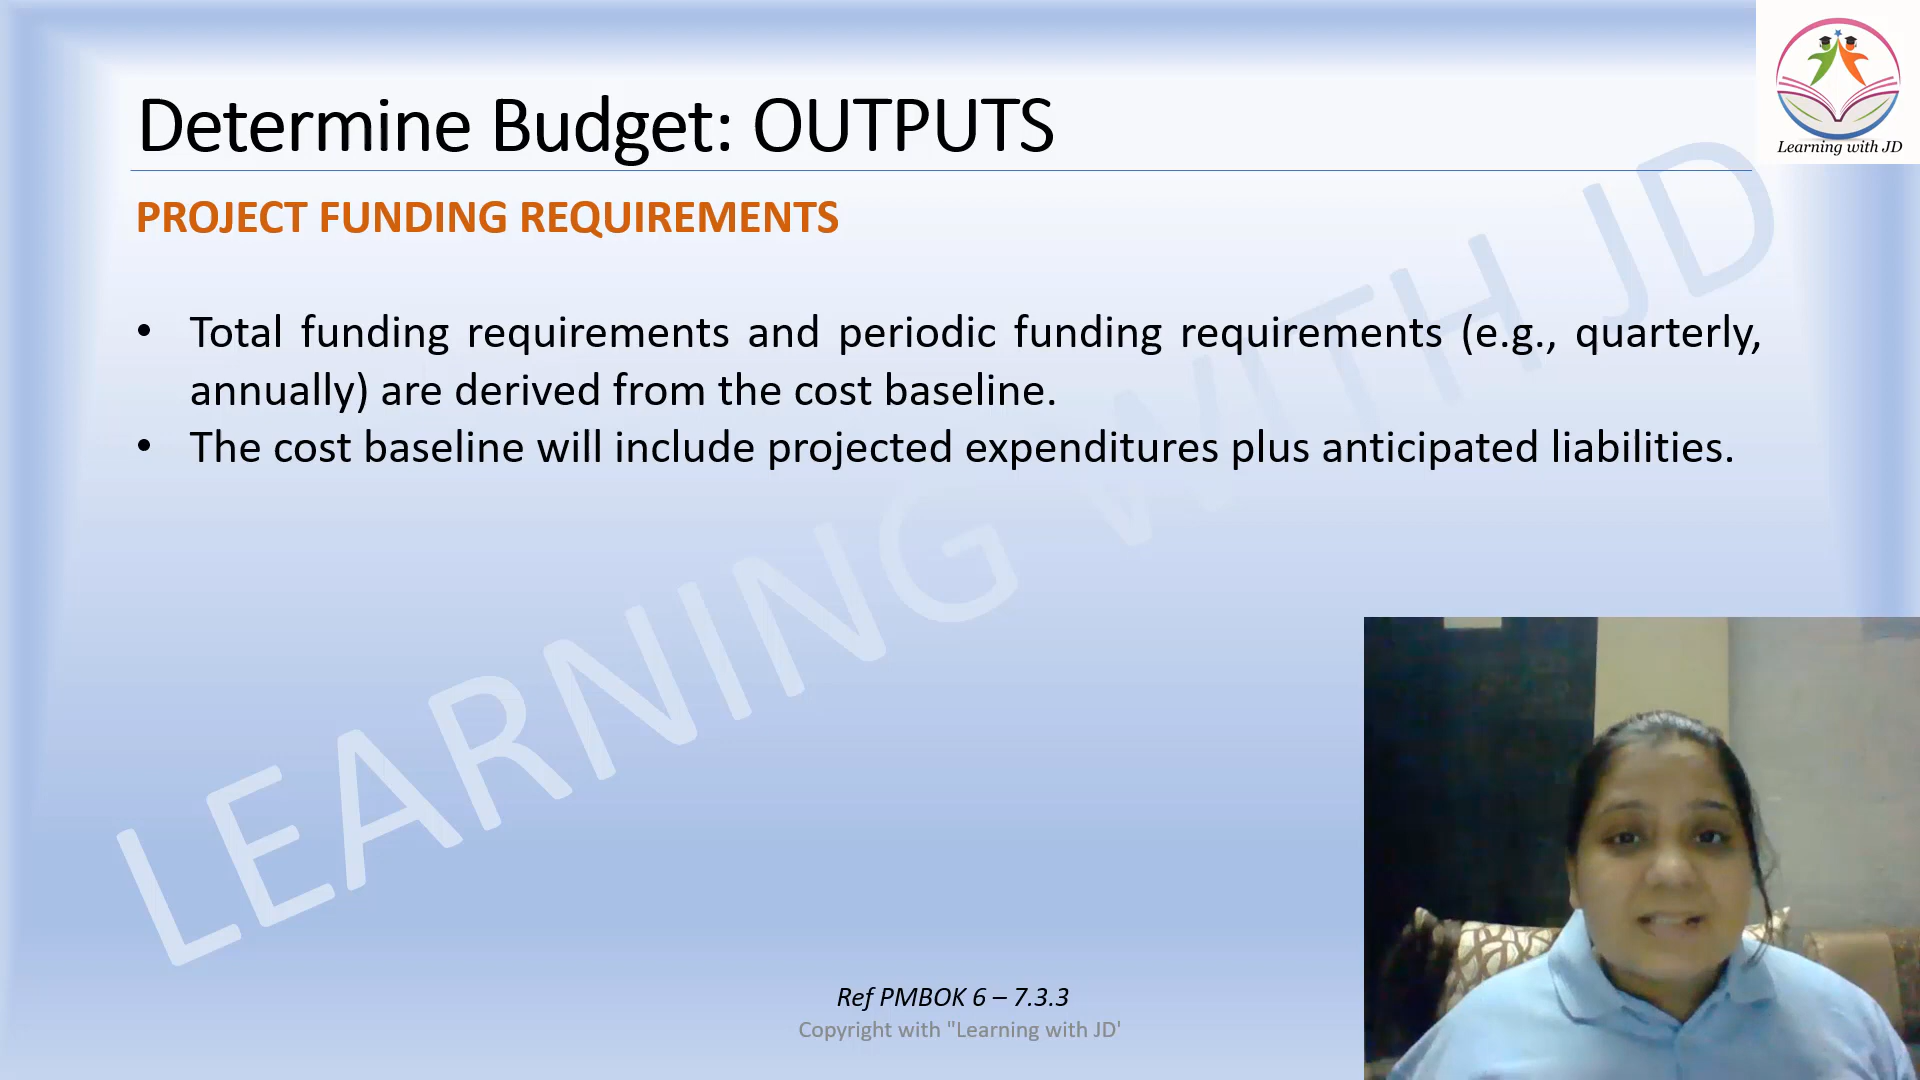 Determine Budget: OUTPUTS
Learning with JD
PROJECT FUNDING REQUIREMENTS
• Total funding requirements and periodic funding requirements (e.g., quarterly,
annually) are derived from the cost baseline.
• The cost baseline will include projected expenditures plus anticipated liabilities.
LEARNING WITH JD
Ref PMBOK 6 – 7.3.3
Copyright with "Learning with JD'